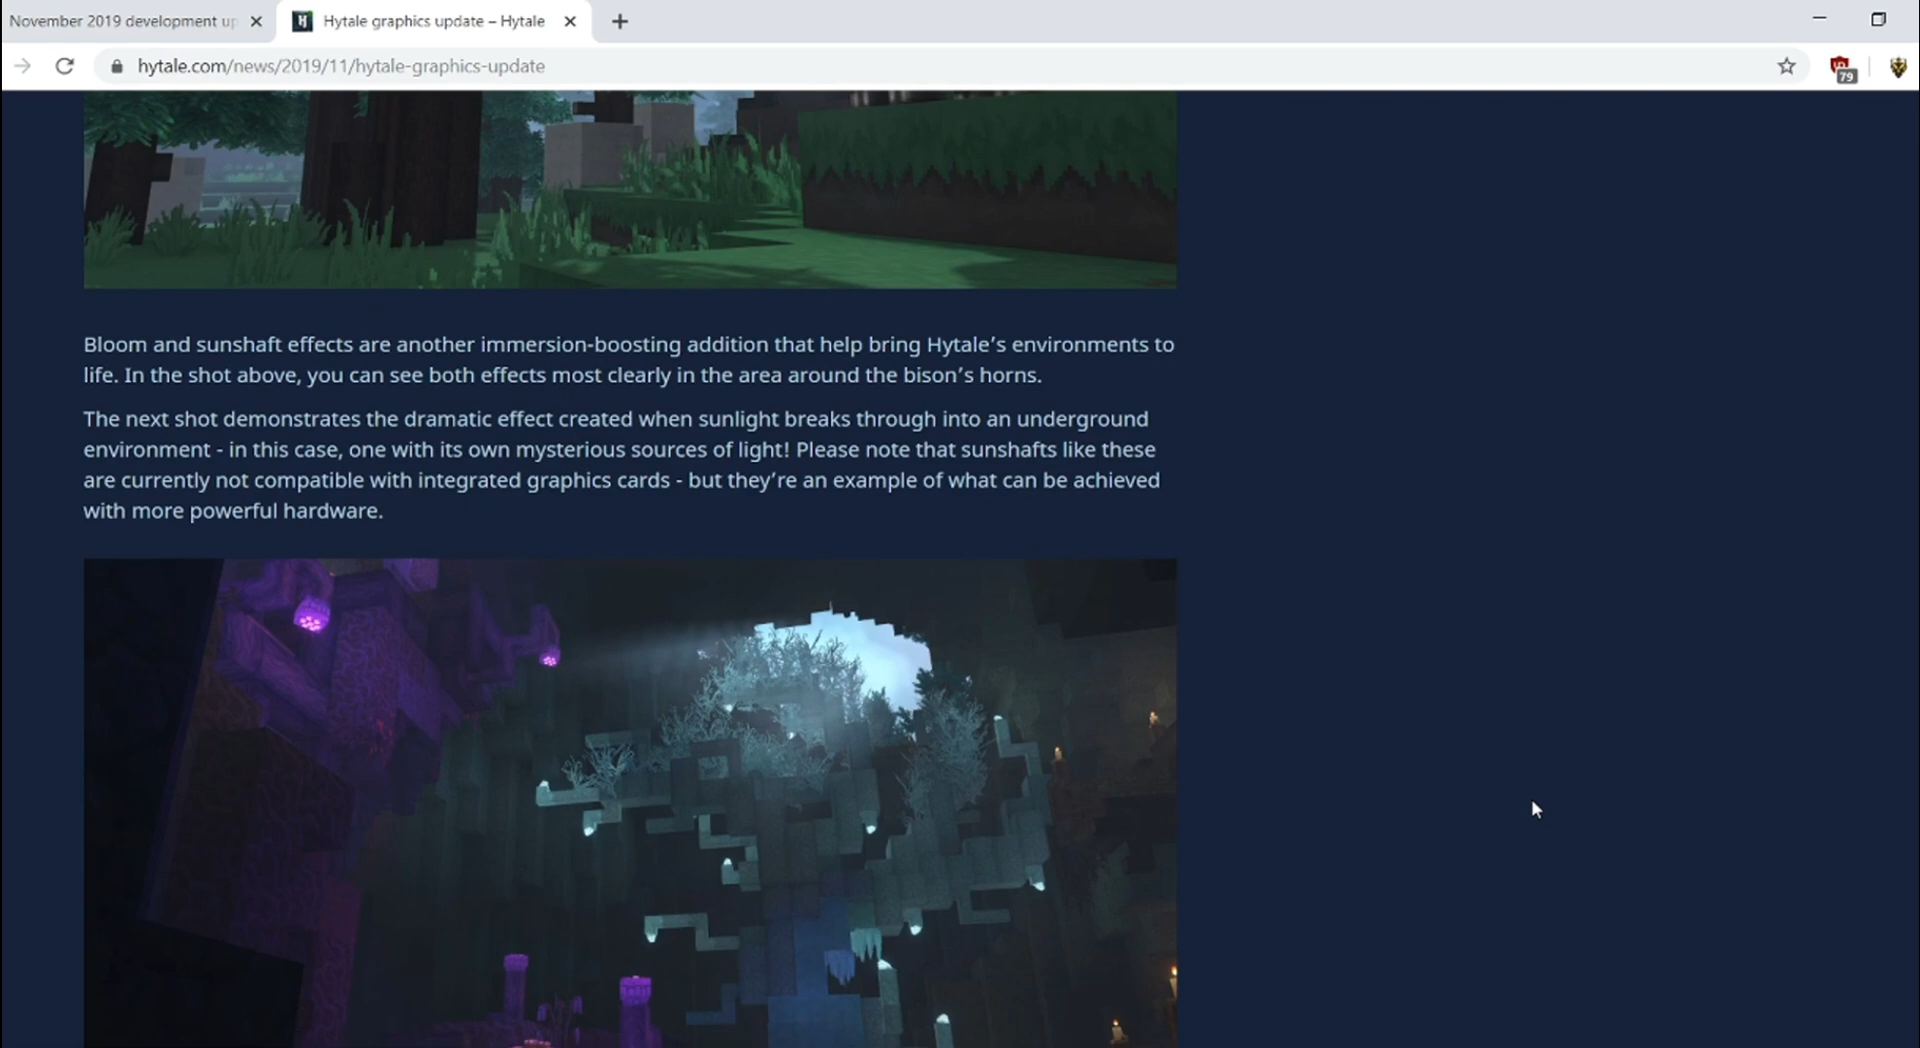 November 2019 development up
Hytale graphics update – Hytale
hytale.com/news/2019/11/hytale-graphics-update
79
Bloom and sunshaft effects are another immersion-boosting addition that help bring Hytale’s environments to
life. In the shot above, you can see both effects most clearly in the area around the bison’s horns.
The next shot demonstrates the dramatic effect created when sunlight breaks through into an underground
environment - in this case, one with its own mysterious sources of light! Please note that sunshafts like these
are currently not compatible with integrated graphics cards - but they’re an example of what can be achieved
with more powerful hardware.